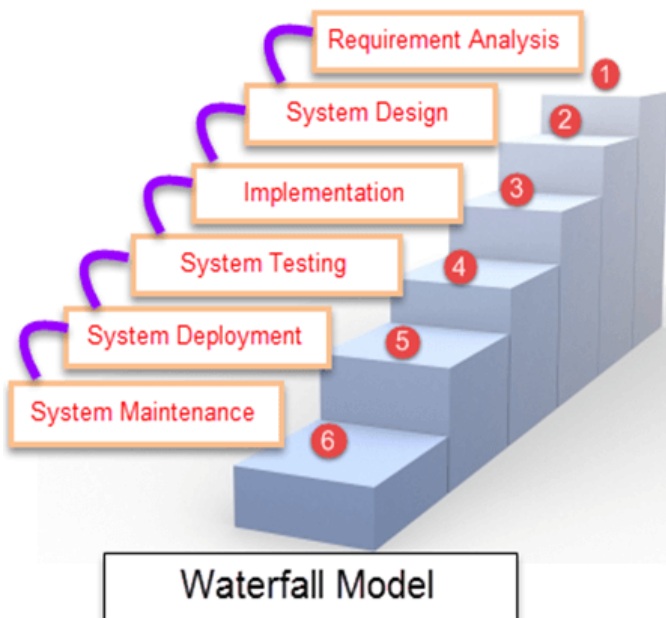 Requirement Analysis
1
System Design
2
Implementation
3
System Testing
4
System Deployment
5
System Maintenance
6
Waterfall Model